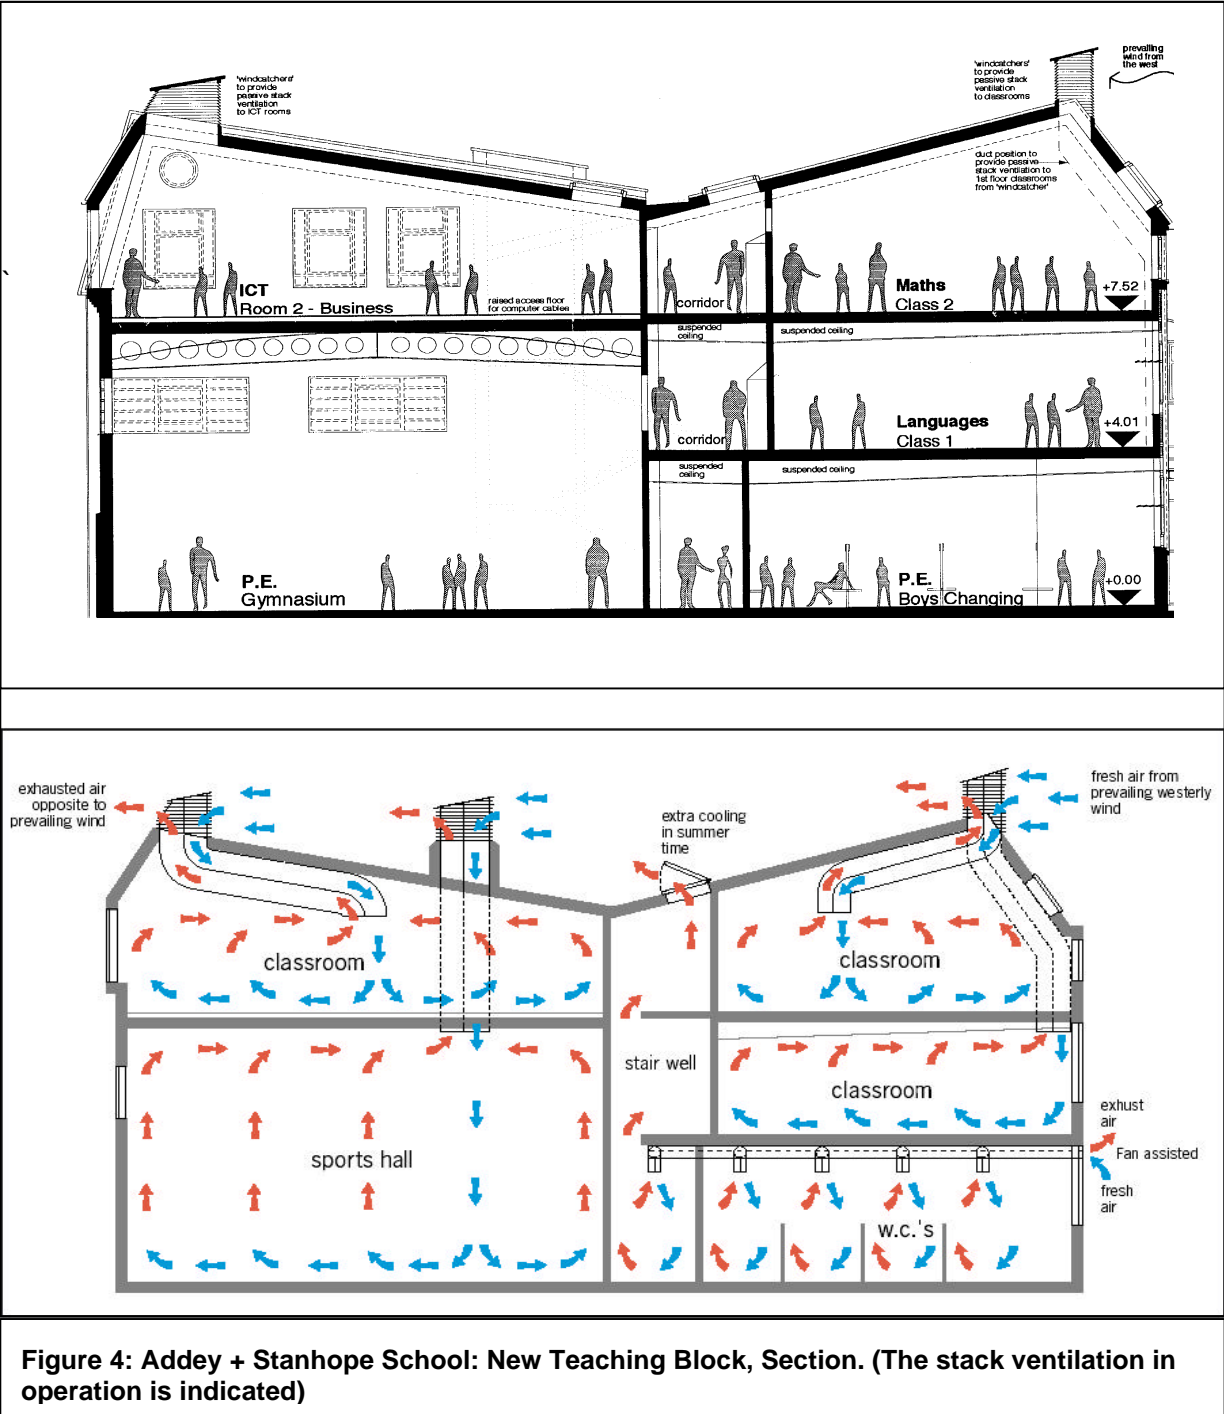 'windcatchers'
to provide
passive stack
ventilation
to ICT rooms
'windcatchers'
to provide
passive stack
ventilation
to classrooms
prevailing
wind from
the west
duct position to
provide passive
stack ventilation to
1st floor classrooms
from 'windcatcher'
ICT
Room 2 - Business
raised access floor
for computer cables
corridor
Maths
Class 2
+7.52
suspended
ceiling
suspended ceiling
corridor
Languages
Class 1
+4.01
suspended
ceiling
suspended ceiling
P.E.
Gymnasium
P.E.
Boys Changing
+0.00
exhausted air
opposite to
prevailing wind
extra cooling
in summer
time
fresh air from
prevailing westerly
wind
classroom
classroom
stair well
classroom
sports hall
exhust
air
Fan assisted
fresh
air
w.c.'s
Figure 4: Addey + Stanhope School: New Teaching Block, Section. (The stack ventilation in
operation is indicated)